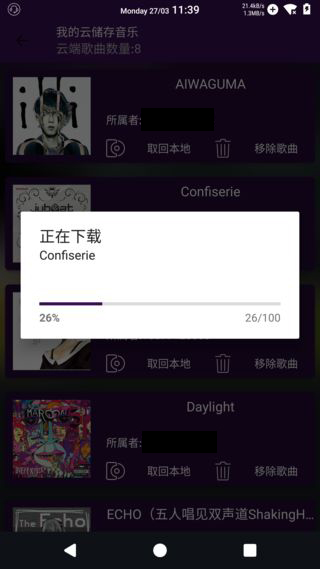 Monday 27/03 11:39
21.4kB/s
1.3MB/s
我的云储存音乐
云端歌曲数量:8
AIWAGUMA
所属者:
取回本地 移除歌曲
Confiserie
jubeat
正在下载
Confiserie
26% 26/100
取回本地 移除歌曲
Daylight
MAROON
所属者:
取回本地 移除歌曲
ECHO（五人唱见双声道ShakingH...
The Echo